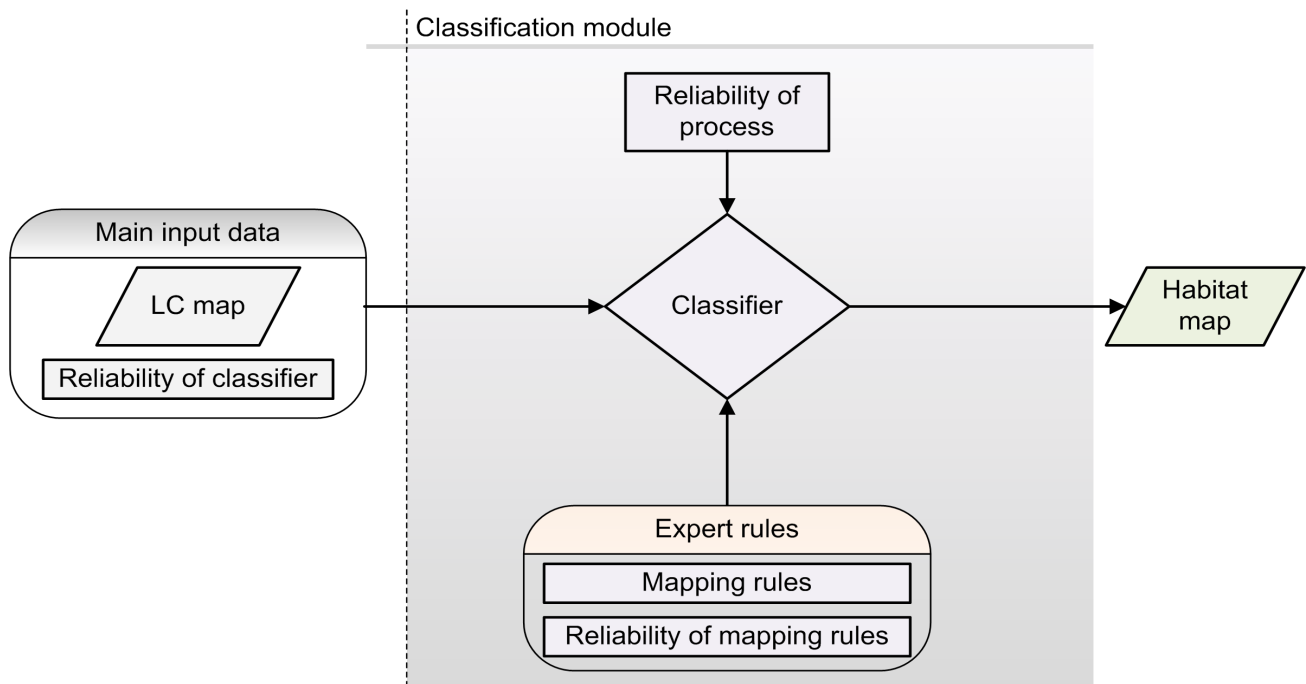 Classification module
Reliability of
process
Main input data
LC map
Reliability of classifier
Classifier
Habitat
map
Expert rules
Mapping rules
Reliability of mapping rules